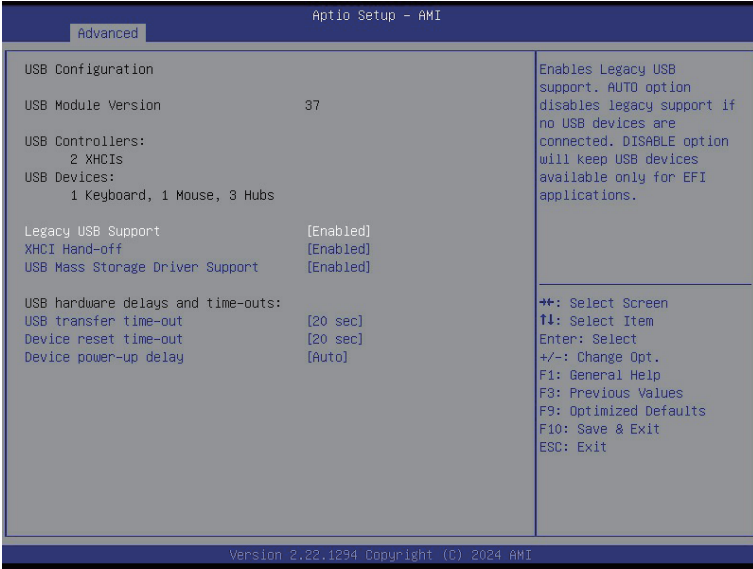 Aptio Setup – AMI
Advanced
USB Configuration
USB Module Version 37
USB Controllers:
2 XHCIs
USB Devices:
1 Keyboard, 1 Mouse, 3 Hubs
Legacy USB Support [Enabled]
XHCI Hand-off [Enabled]
USB Mass Storage Driver Support [Enabled]
USB hardware delays and time-outs:
USB transfer time-out [20 sec]
Device reset time-out [20 sec]
Device power-up delay [Auto]
Enables Legacy USB
support. AUTO option
disables legacy support if
no USB devices are
connected. DISABLE option
will keep USB devices
available only for EFI
applications.
→←: Select Screen
↑↓: Select Item
Enter: Select
+/-: Change Opt.
F1: General Help
F3: Previous Values
F9: Optimized Defaults
F10: Save & Exit
ESC: Exit
Version 2.22.1294 Copyright (C) 2024 AMI